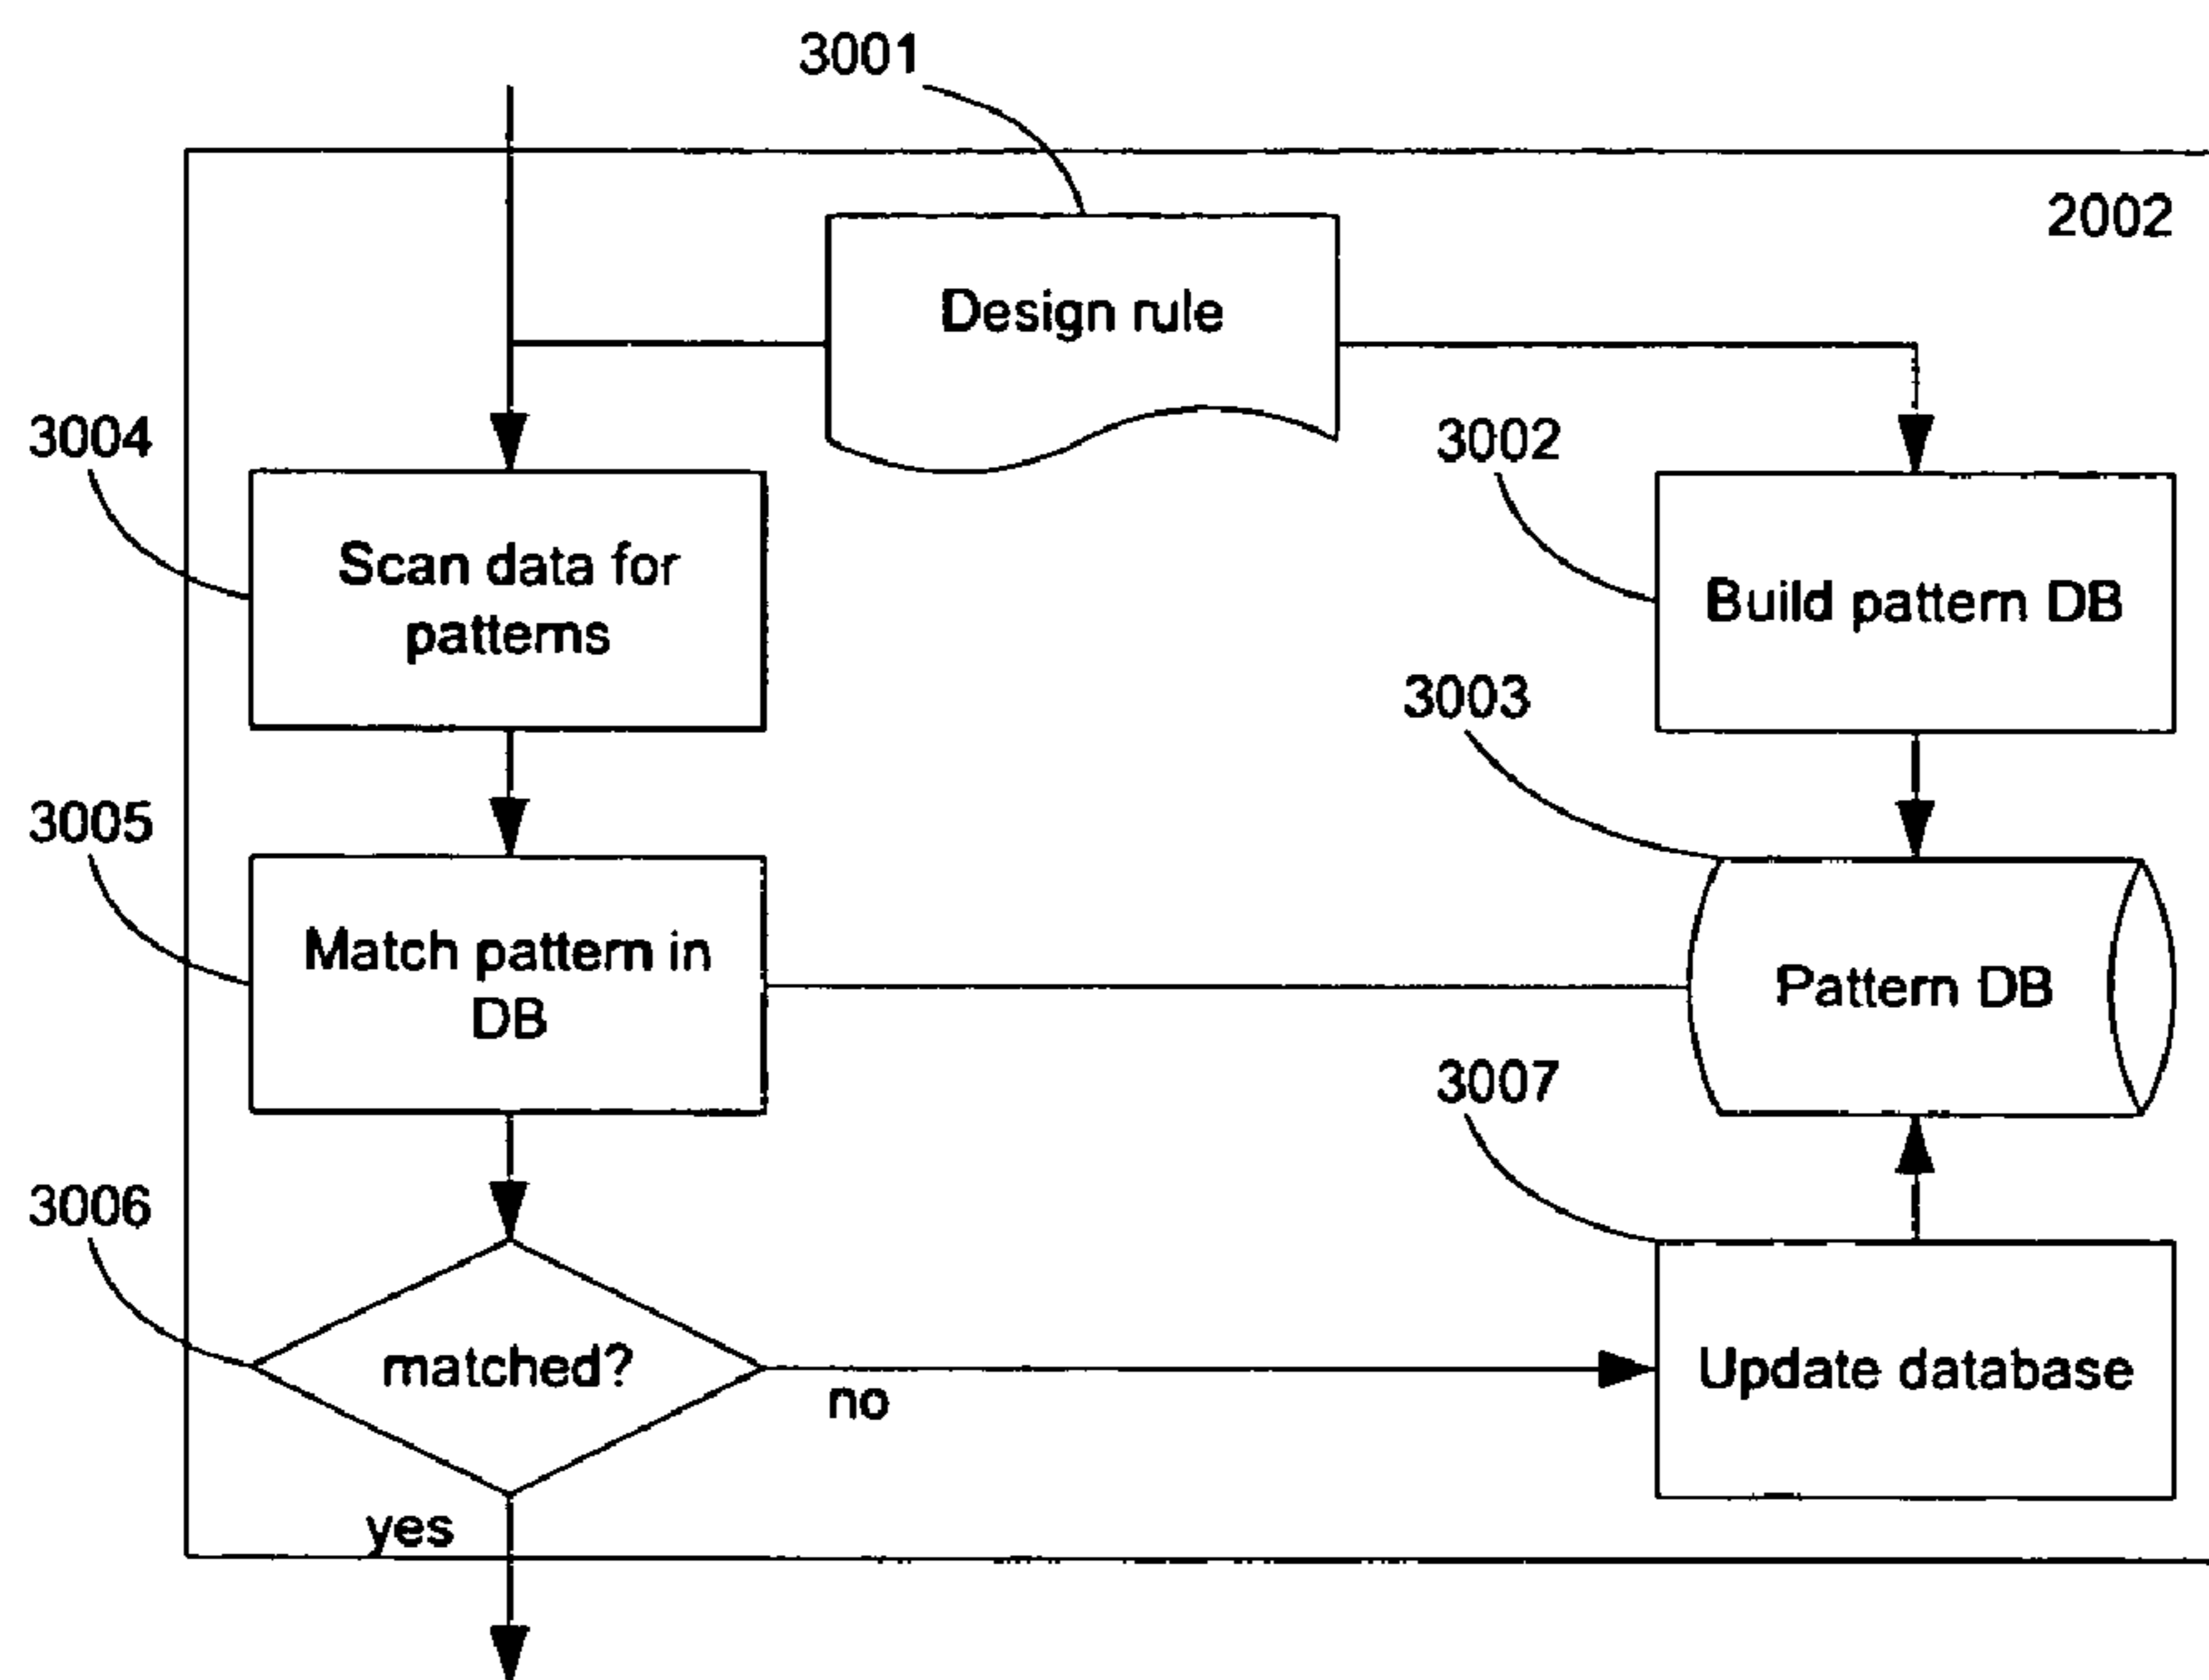 3001
2002
Design rule
3004
3002
Scan data for
patterns
Build pattern DB
3003
3005
Match pattern in
DB
Pattern DB
3007
3006
matched?
no
Update database
yes